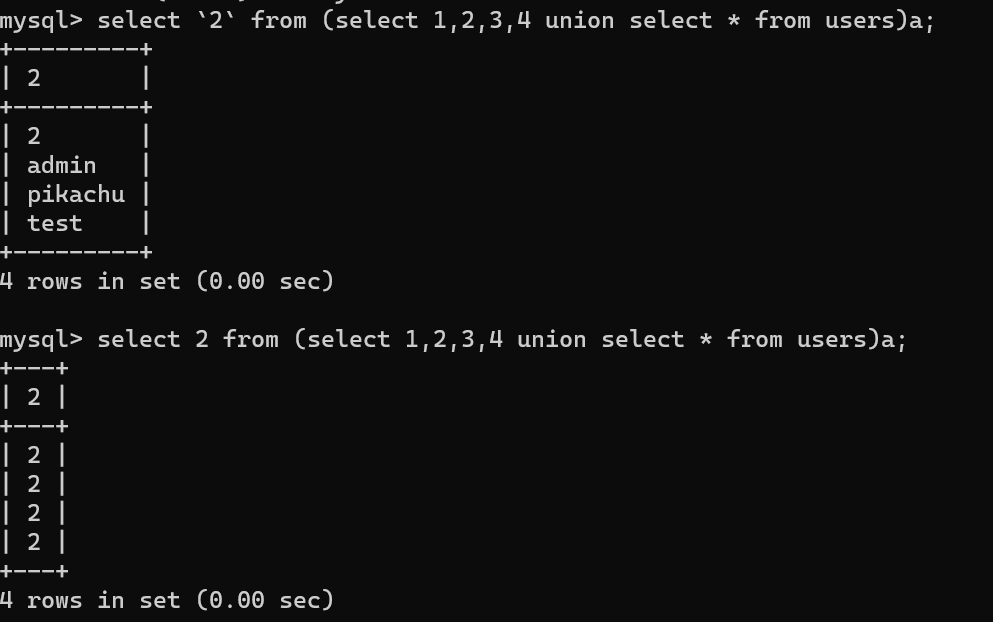 mysql> select `2` from (select 1,2,3,4 union select * from users)a;
+---------+
| 2       |
+---------+
| 2       |
| admin   |
| pikachu |
| test    |
+---------+
4 rows in set (0.00 sec)

mysql> select 2 from (select 1,2,3,4 union select * from users)a;
+---+
| 2 |
+---+
| 2 |
| 2 |
| 2 |
| 2 |
+---+
4 rows in set (0.00 sec)